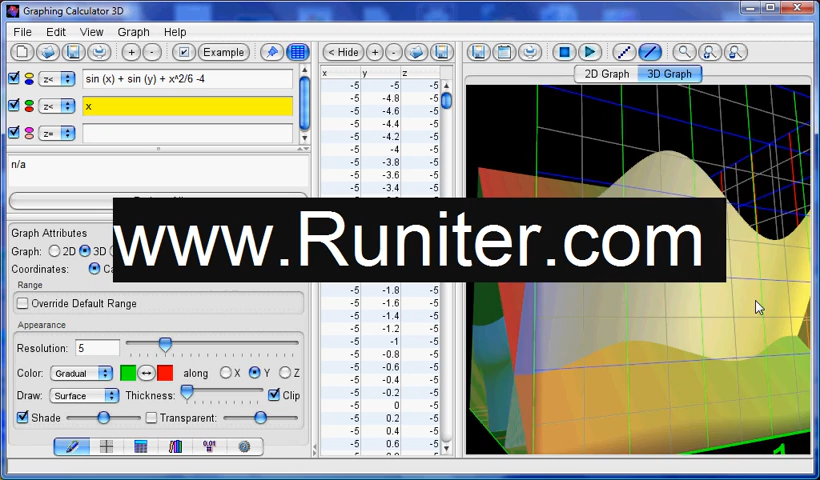 Graphing Calculator 3D
File Edit View Graph Help
+ - Example
< Hide + -
z< sin (x) + sin (y) + x^2/6 -4
z< x
z=
n/a
x y z
-5 -5 -5
-5 -4.8 -5
-5 -4.6 -5
-5 -4.4 -5
-5 -4.2 -5
-5 -4 -5
-5 -3.8 -5
-5 -3.6 -5
-5 -3.4 -5
2D Graph 3D Graph
www.Runiter.com
Graph Attributes
Graph: 2D 3D
Coordinates: Ca
Range
Override Default Range
Appearance
Resolution: 5
Color: Gradual along X Y Z
Draw: Surface Thickness: Clip
Shade Transparent:
-5 -1.8 -5
-5 -1.6 -5
-5 -1.4 -5
-5 -1.2 -5
-5 -1 -5
-5 -0.8 -5
-5 -0.6 -5
-5 -0.4 -5
-5 -0.2 -5
-5 0 -5
-5 0.2 -5
-5 0.4 -5
-5 0.6 -5
0.01
1